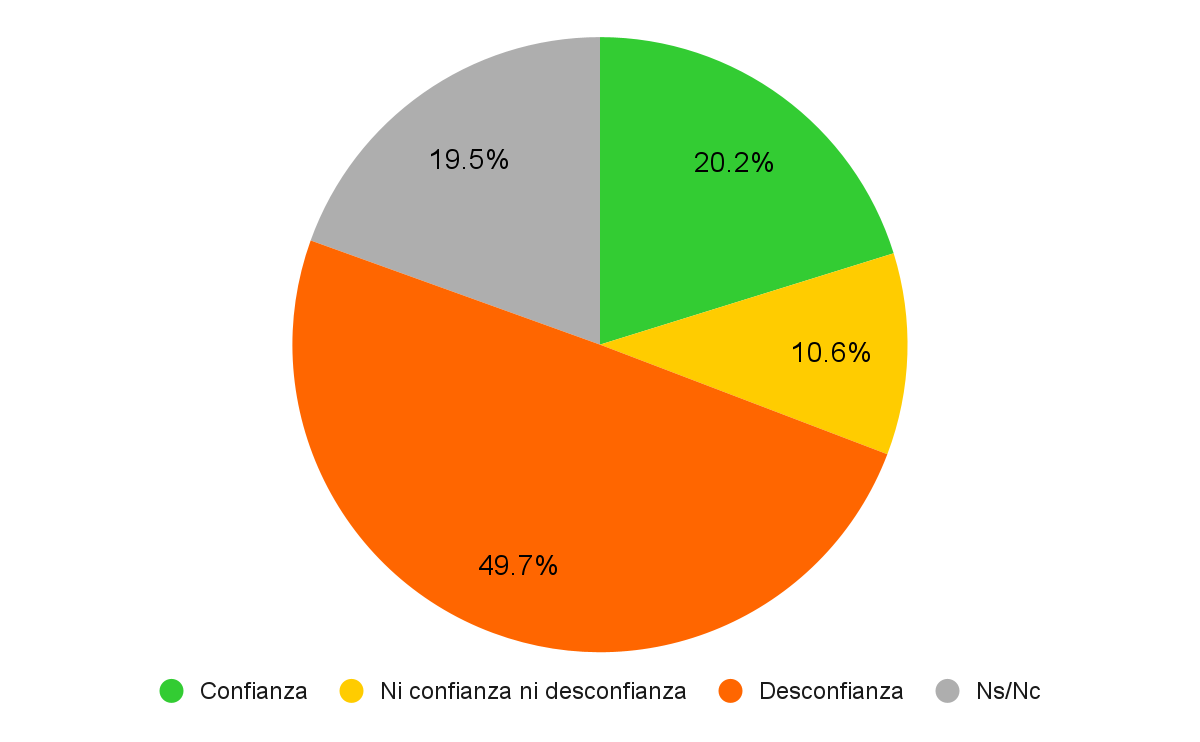 19.5%
20.2%
10.6%
49.7%
Confianza
Ni confianza ni desconfianza
Desconfianza
Ns/Nc